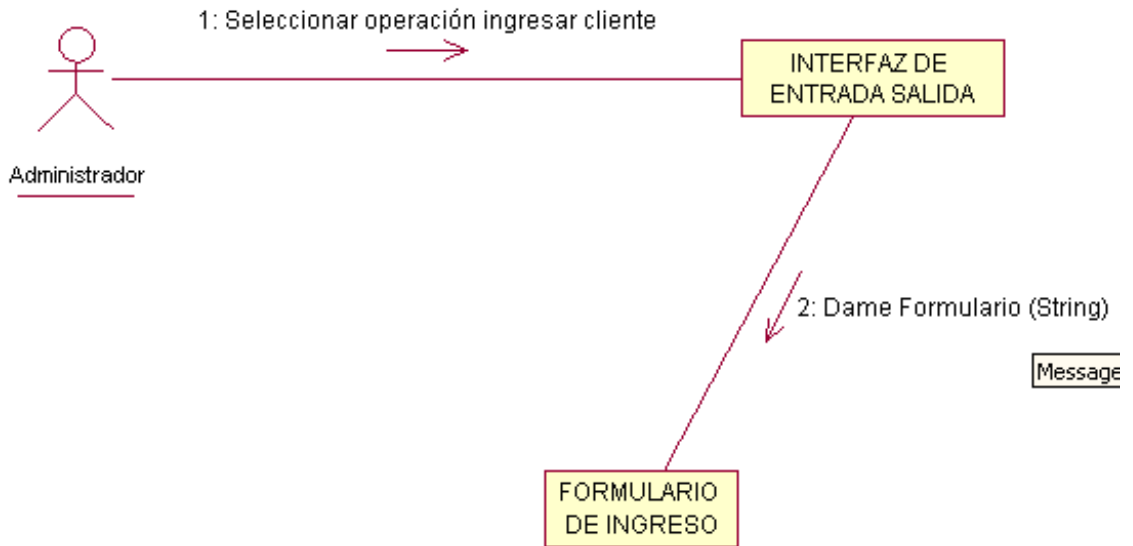 1: Seleccionar operación ingresar cliente
INTERFAZ DE
ENTRADA SALIDA
Administrador
2: Dame Formulario (String)
Message
FORMULARIO
DE INGRESO